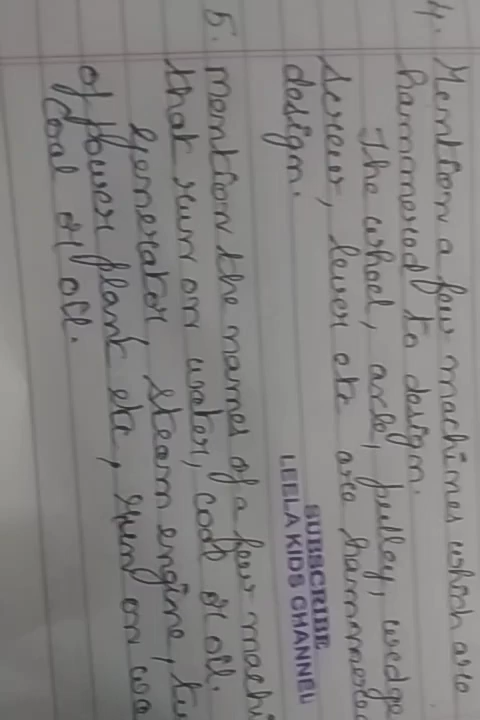 4. Mention a few machines which are
hammered to design.
The wheel, axle, pulley, wedge
screw, lever etc are hammered
design.
5. mention the names of a few machi
that run on water, coal or oil.
Generator, steam engine, tu
of power plant etc, run on wa
coal or oil.
SUBSCRIBE
LEELA KIDS CHANNEL